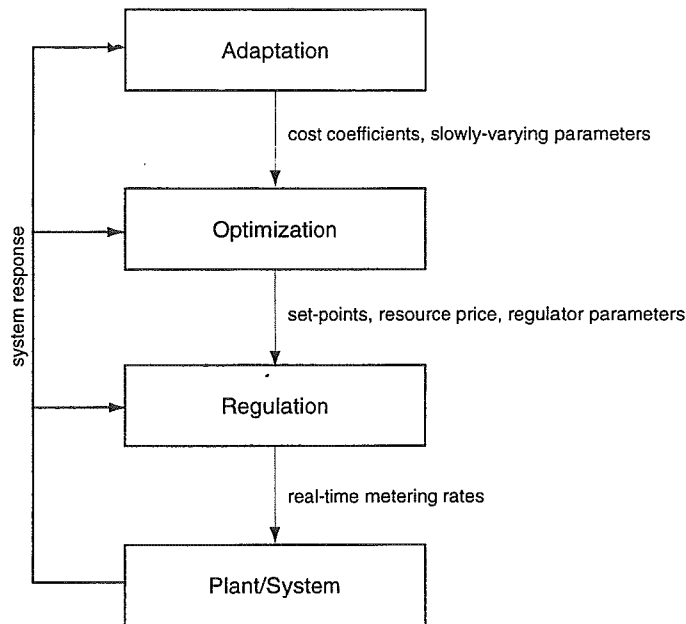 Adaptation
cost coefficients, slowly-varying parameters
Optimization
system response
set-points, resource price, regulator parameters
Regulation
real-time metering rates
Plant/System